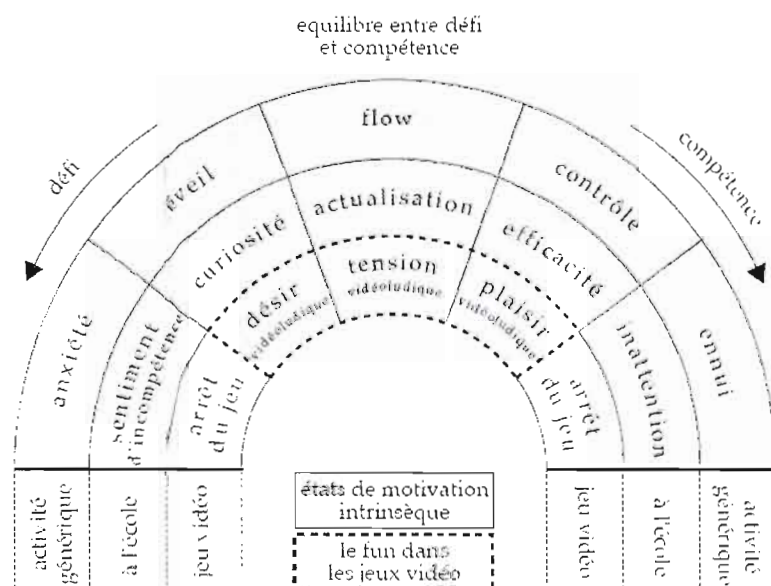 equilibre entre défi
et compétence
défi
compétence
éveil
flow
contrôle
curiosité
actualisation
efficacité
désir
vidéoludique
tension
vidéoludique
plaisir
vidéoludique
anxiété
sentiment
d'incompétence
arrêt
du jeu
arrêt
du jeu
inattention
ennui
activité
générique
à l'école
jeu vidéo
états de motivation
intrinsèque
le fun dans
les jeux vidéo
jeu vidéo
à l'école
activité
générique